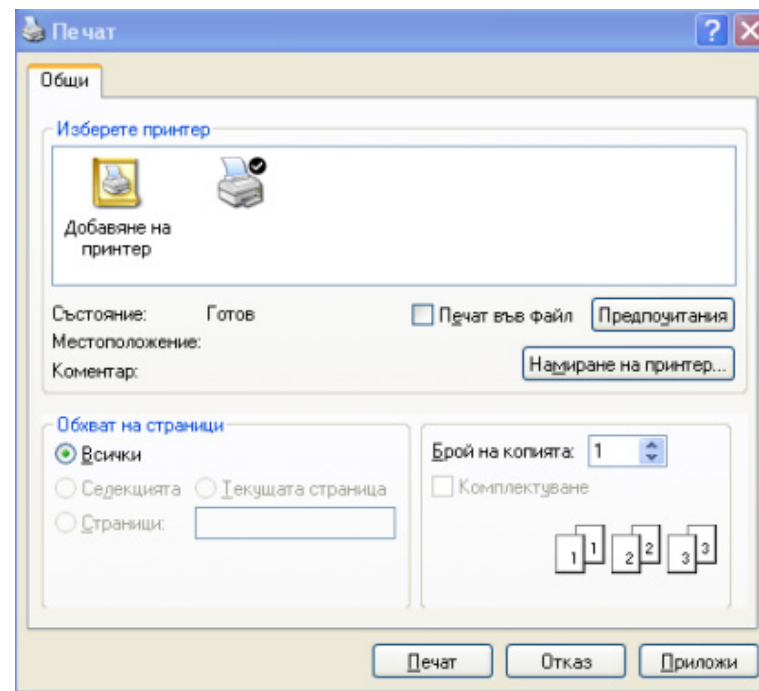 Печат
Общи
Изберете принтер
Добавяне на
принтер
Състояние: Готов
Печат във файл
Предпочитания
Местоположение:
Коментар:
Намиране на принтер...
Обхват на страници
Всички
Селекцията Текущата страница
Страници:
Брой на копията: 1
Комплектуване
1 1 2 2 3 3
Печат Отказ Приложи